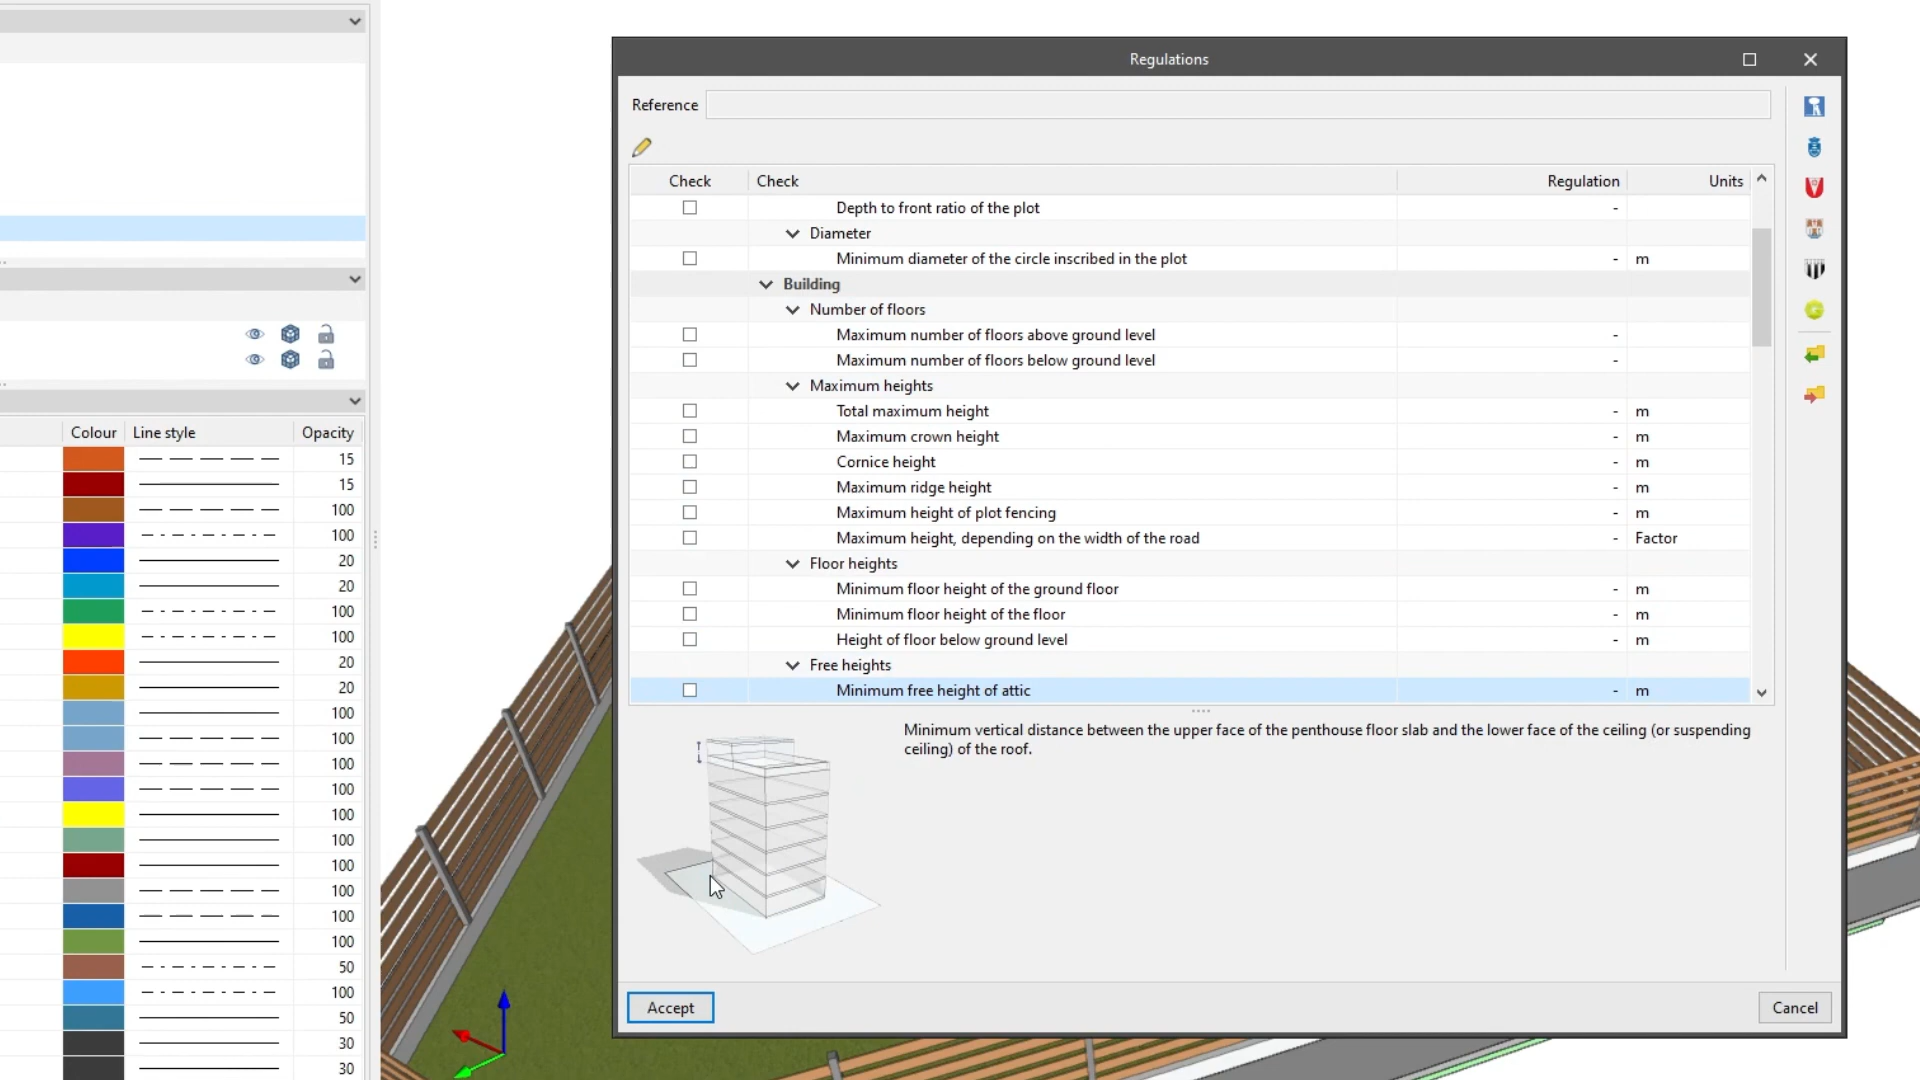 Regulations
Reference
Check Check Regulation Units
Depth to front ratio of the plot -
Diameter
Minimum diameter of the circle inscribed in the plot - m
Building
Number of floors
Maximum number of floors above ground level -
Maximum number of floors below ground level -
Maximum heights
Total maximum height - m
Maximum crown height - m
Cornice height - m
Maximum ridge height - m
Maximum height of plot fencing - m
Maximum height, depending on the width of the road - Factor
Floor heights
Minimum floor height of the ground floor - m
Minimum floor height of the floor - m
Height of floor below ground level - m
Free heights
Minimum free height of attic - m
Minimum vertical distance between the upper face of the penthouse floor slab and the lower face of the ceiling (or suspending
ceiling) of the roof.
Accept Cancel
Colour Line style Opacity
15
15
100
100
20
20
100
100
20
20
100
100
100
100
100
100
100
100
100
100
50
100
50
30
30